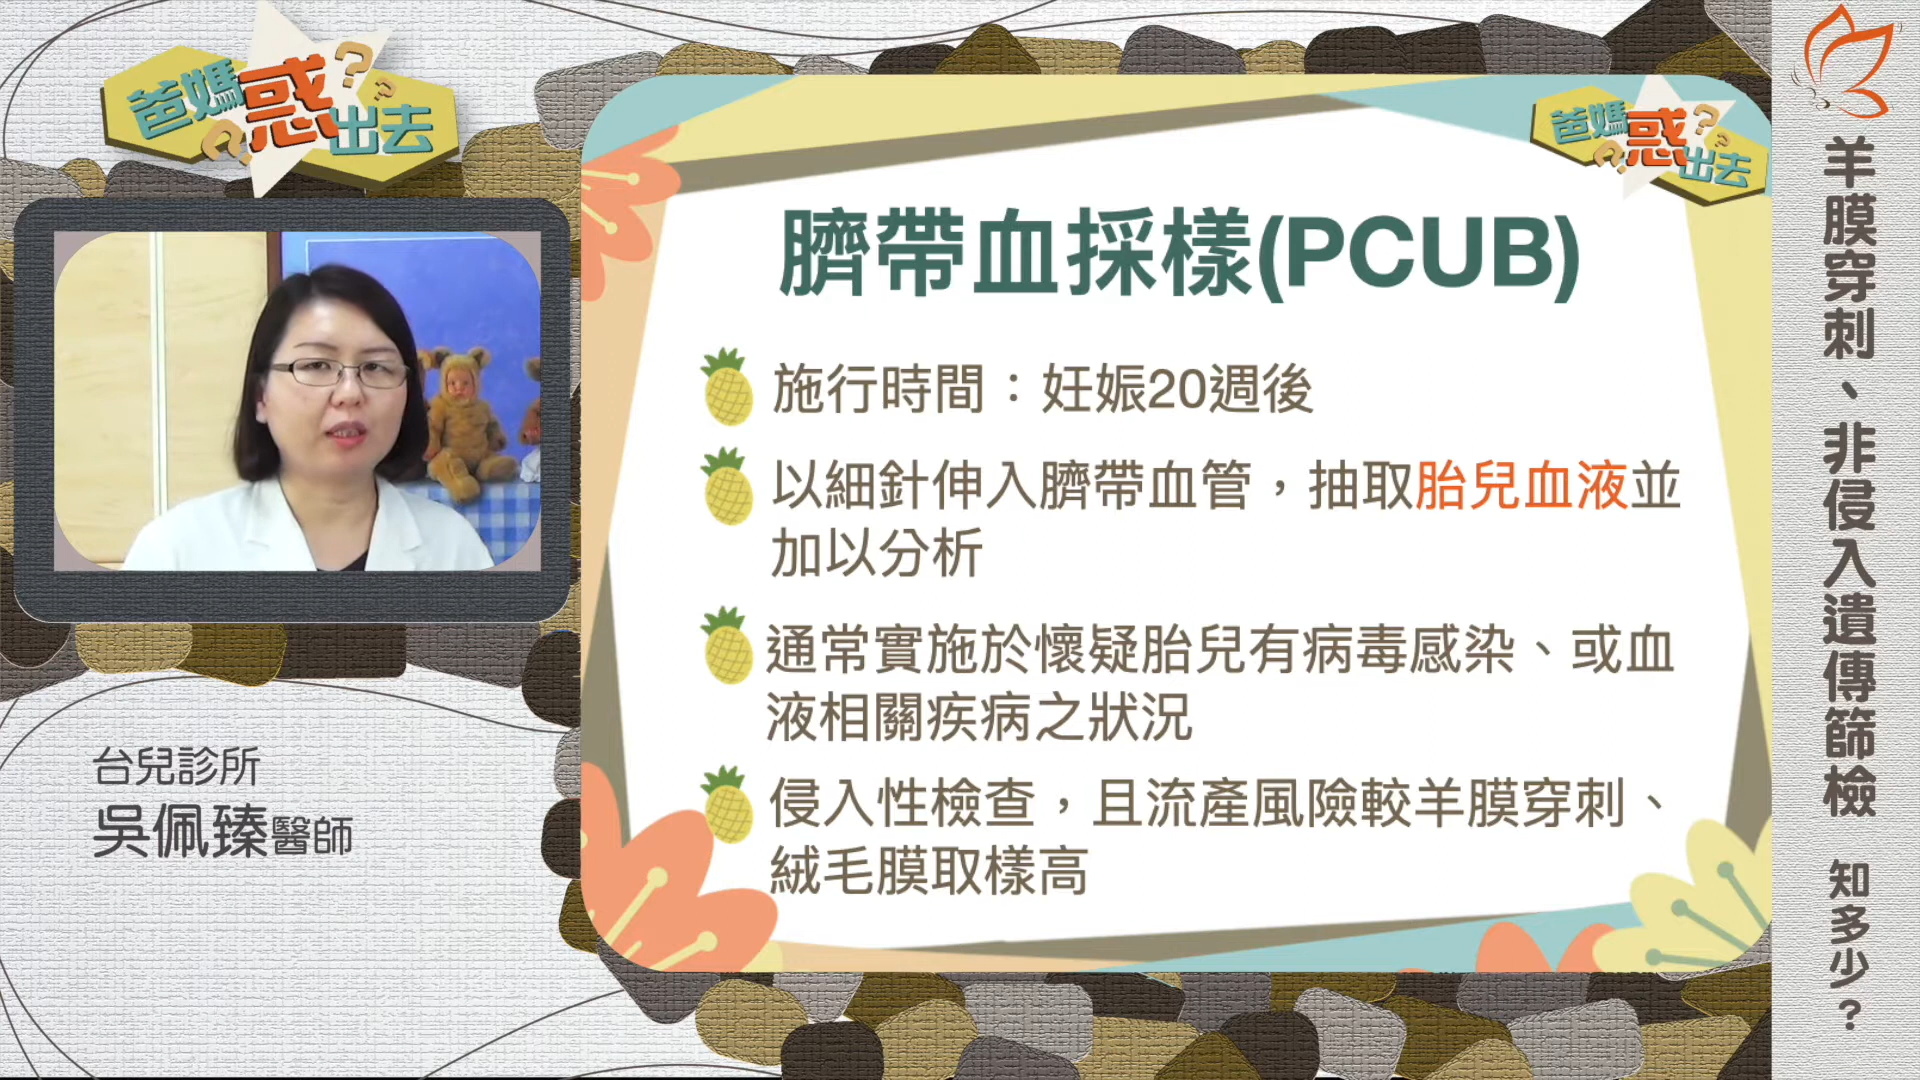 爸媽惑出去
??
?
台兒診所
吳佩臻醫師
爸媽惑出去
??
?
臍帶血採樣(PCUB)
施行時間：妊娠20週後
以細針伸入臍帶血管，抽取胎兒血液並
加以分析
通常實施於懷疑胎兒有病毒感染、或血
液相關疾病之狀況
侵入性檢查，且流產風險較羊膜穿刺、
絨毛膜取樣高
羊膜穿刺、非侵入遺傳篩檢 知多少？